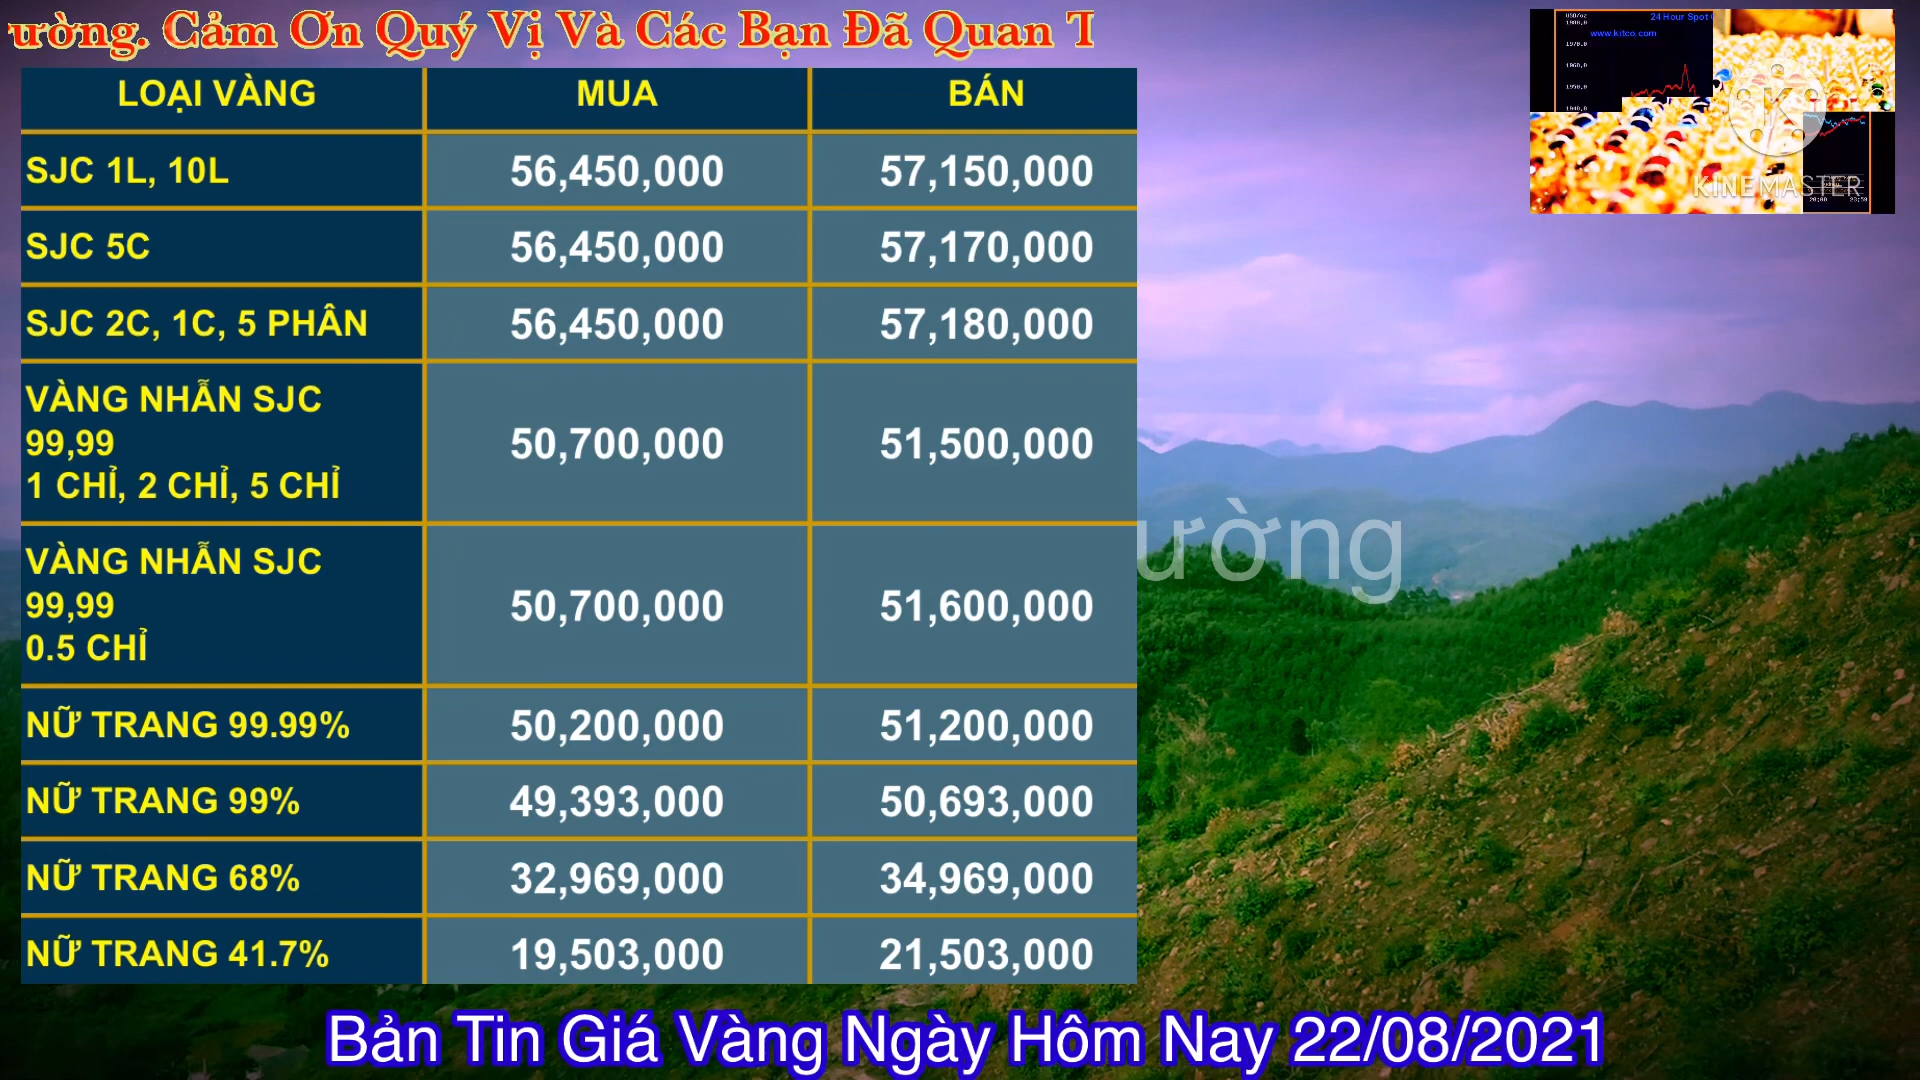 ường. Cảm Ơn Quý Vị Và Các Bạn Đã Quan T
LOẠI VÀNG MUA BÁN
SJC 1L, 10L 56,450,000 57,150,000
SJC 5C 56,450,000 57,170,000
SJC 2C, 1C, 5 PHÂN 56,450,000 57,180,000
VÀNG NHẪN SJC
99,99
1 CHỈ, 2 CHỈ, 5 CHỈ 50,700,000 51,500,000
VÀNG NHẪN SJC
99,99
0.5 CHỈ 50,700,000 51,600,000
NỮ TRANG 99.99% 50,200,000 51,200,000
NỮ TRANG 99% 49,393,000 50,693,000
NỮ TRANG 68% 32,969,000 34,969,000
NỮ TRANG 41.7% 19,503,000 21,503,000
24 Hour Spot
www.kitco.com
K
KINEMASTER
ường
Bản Tin Giá Vàng Ngày Hôm Nay 22/08/2021